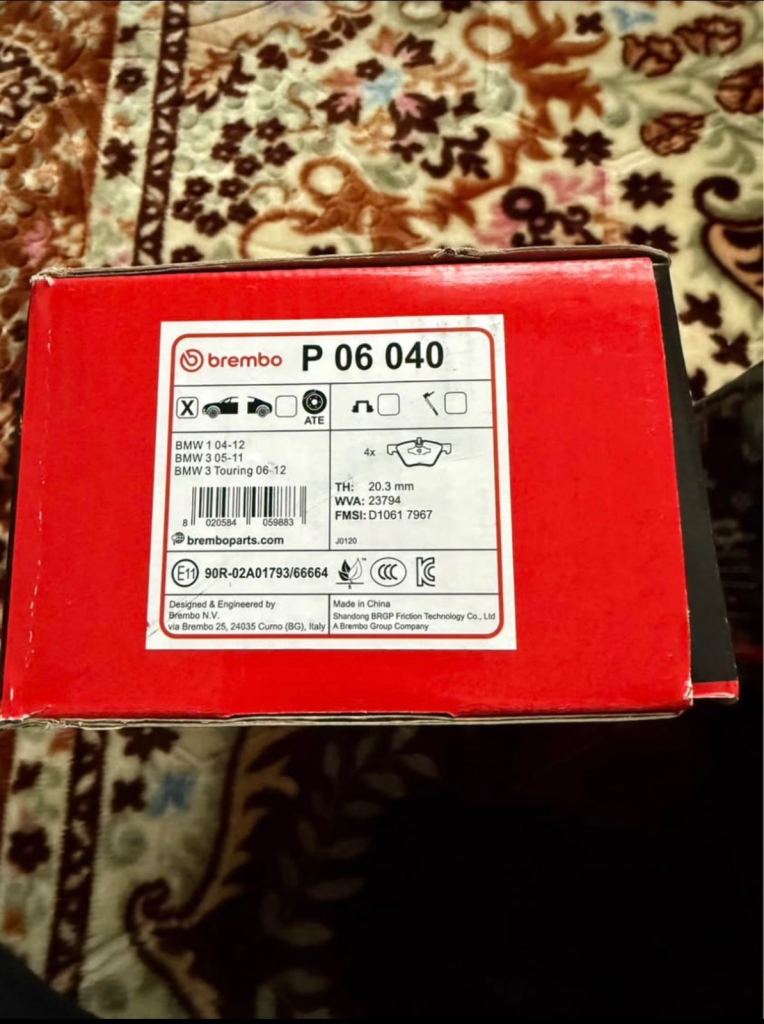 brembo P 06 040
X
ATE
BMW 1 04-12
BMW 3 05-11
BMW 3 Touring 06-12
8 020584 059883
bremboparts.com
4x
TH: 20.3 mm
WVA: 23794
FMSI: D1061 7967
J0120
E11 90R-02A01793/66664
CCC
KC
Designed & Engineered by
Brembo N.V.
via Brembo 25, 24035 Curno (BG), Italy
Made in China
Shandong BRGP Friction Technology Co., Ltd
A Brembo Group Company